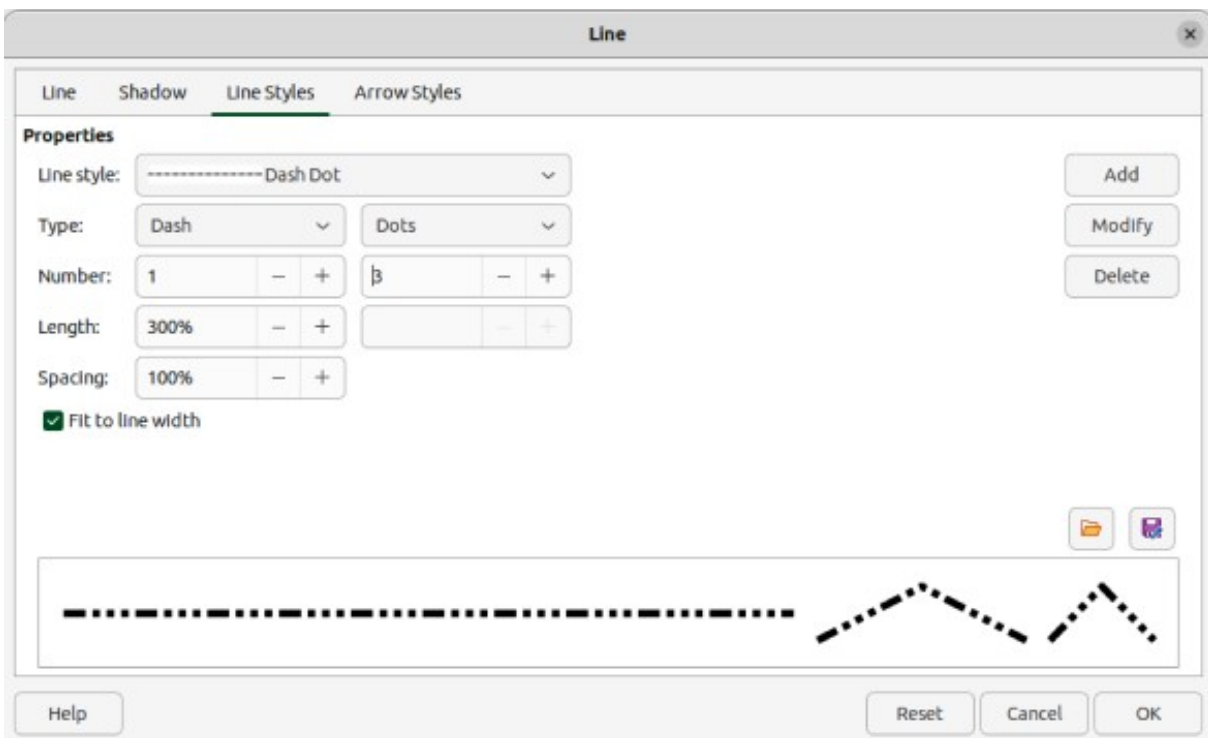 Line
Line Shadow Line Styles Arrow Styles
Properties
Line style: Dash Dot Add
Type: Dash Dots Modify
Number: 1 3 Delete
Length: 300%
Spacing: 100%
Fit to line width
Help Reset Cancel OK